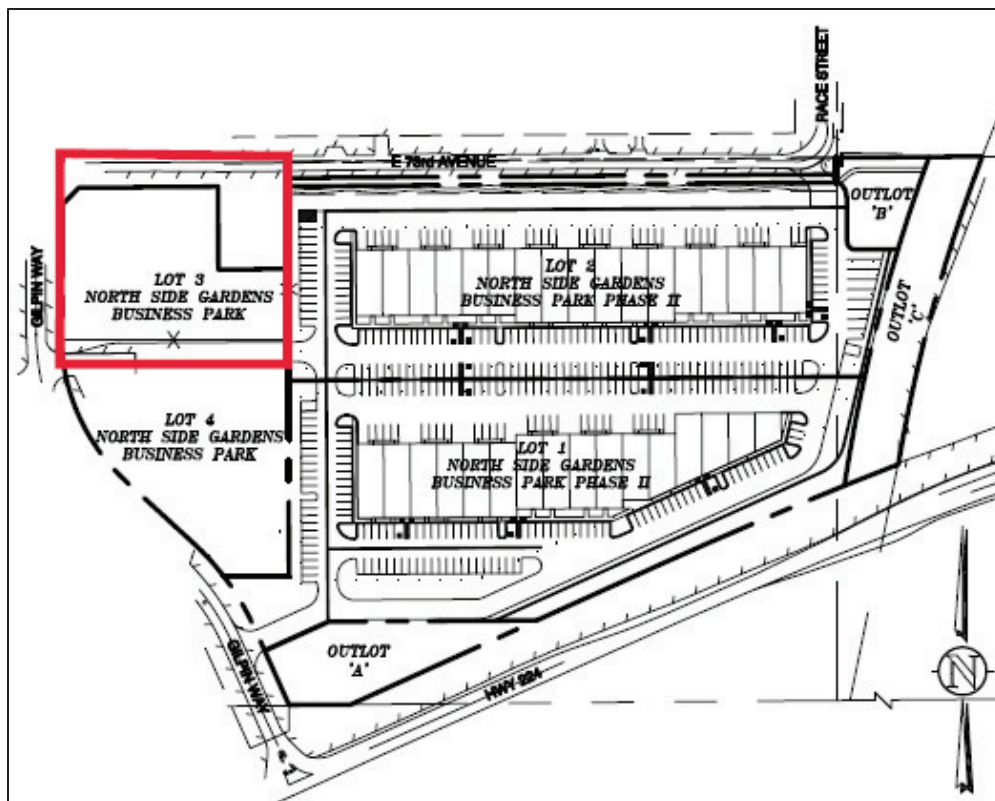 RACE STREET
E 73rd AVENUE
OUTLOT
"B"
LOT 3
NORTH SIDE GARDENS
BUSINESS PARK
LOT 2
NORTH SIDE GARDENS
BUSINESS PARK PHASE II
GILPIN WAY
OUTLOT
"C"
LOT 4
NORTH SIDE GARDENS
BUSINESS PARK
LOT 1
NORTH SIDE GARDENS
BUSINESS PARK PHASE II
OUTLOT
"A"
GILPIN WAY
HWY 224
N